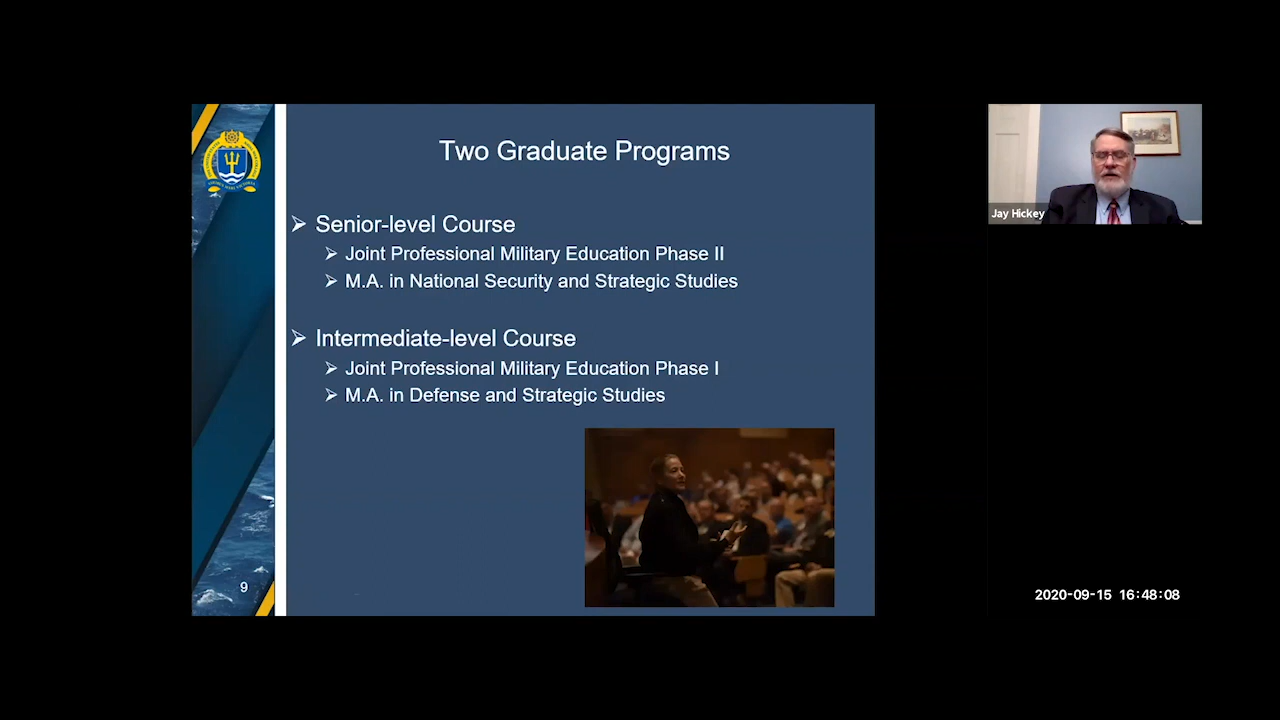 Two Graduate Programs
Senior-level Course
Joint Professional Military Education Phase II
M.A. in National Security and Strategic Studies
Intermediate-level Course
Joint Professional Military Education Phase I
M.A. in Defense and Strategic Studies
9
Jay Hickey
2020-09-15 16:48:08